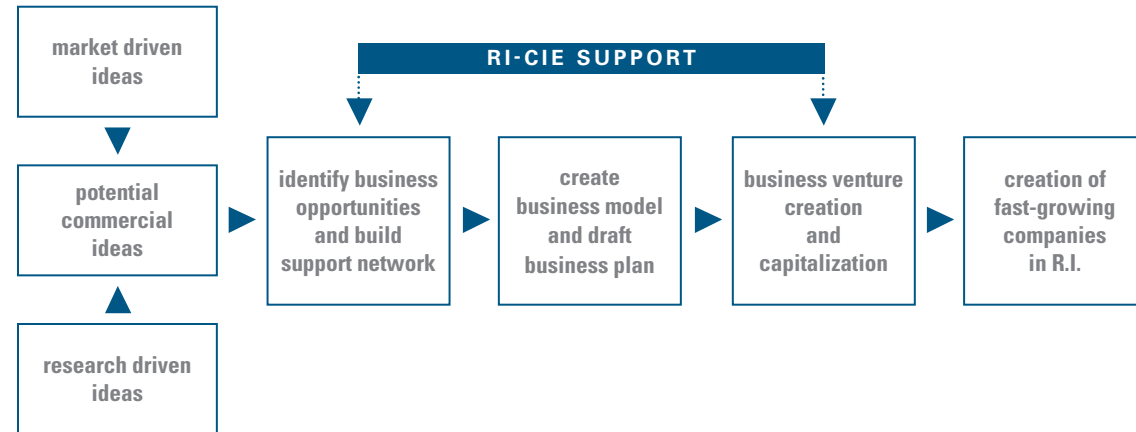 market driven
ideas
RI-CIE SUPPORT
potential
commercial
ideas
identify business
opportunities
and build
support network
create
business model
and draft
business plan
business venture
creation
and
capitalization
creation of
fast-growing
companies
in R.I.
research driven
ideas